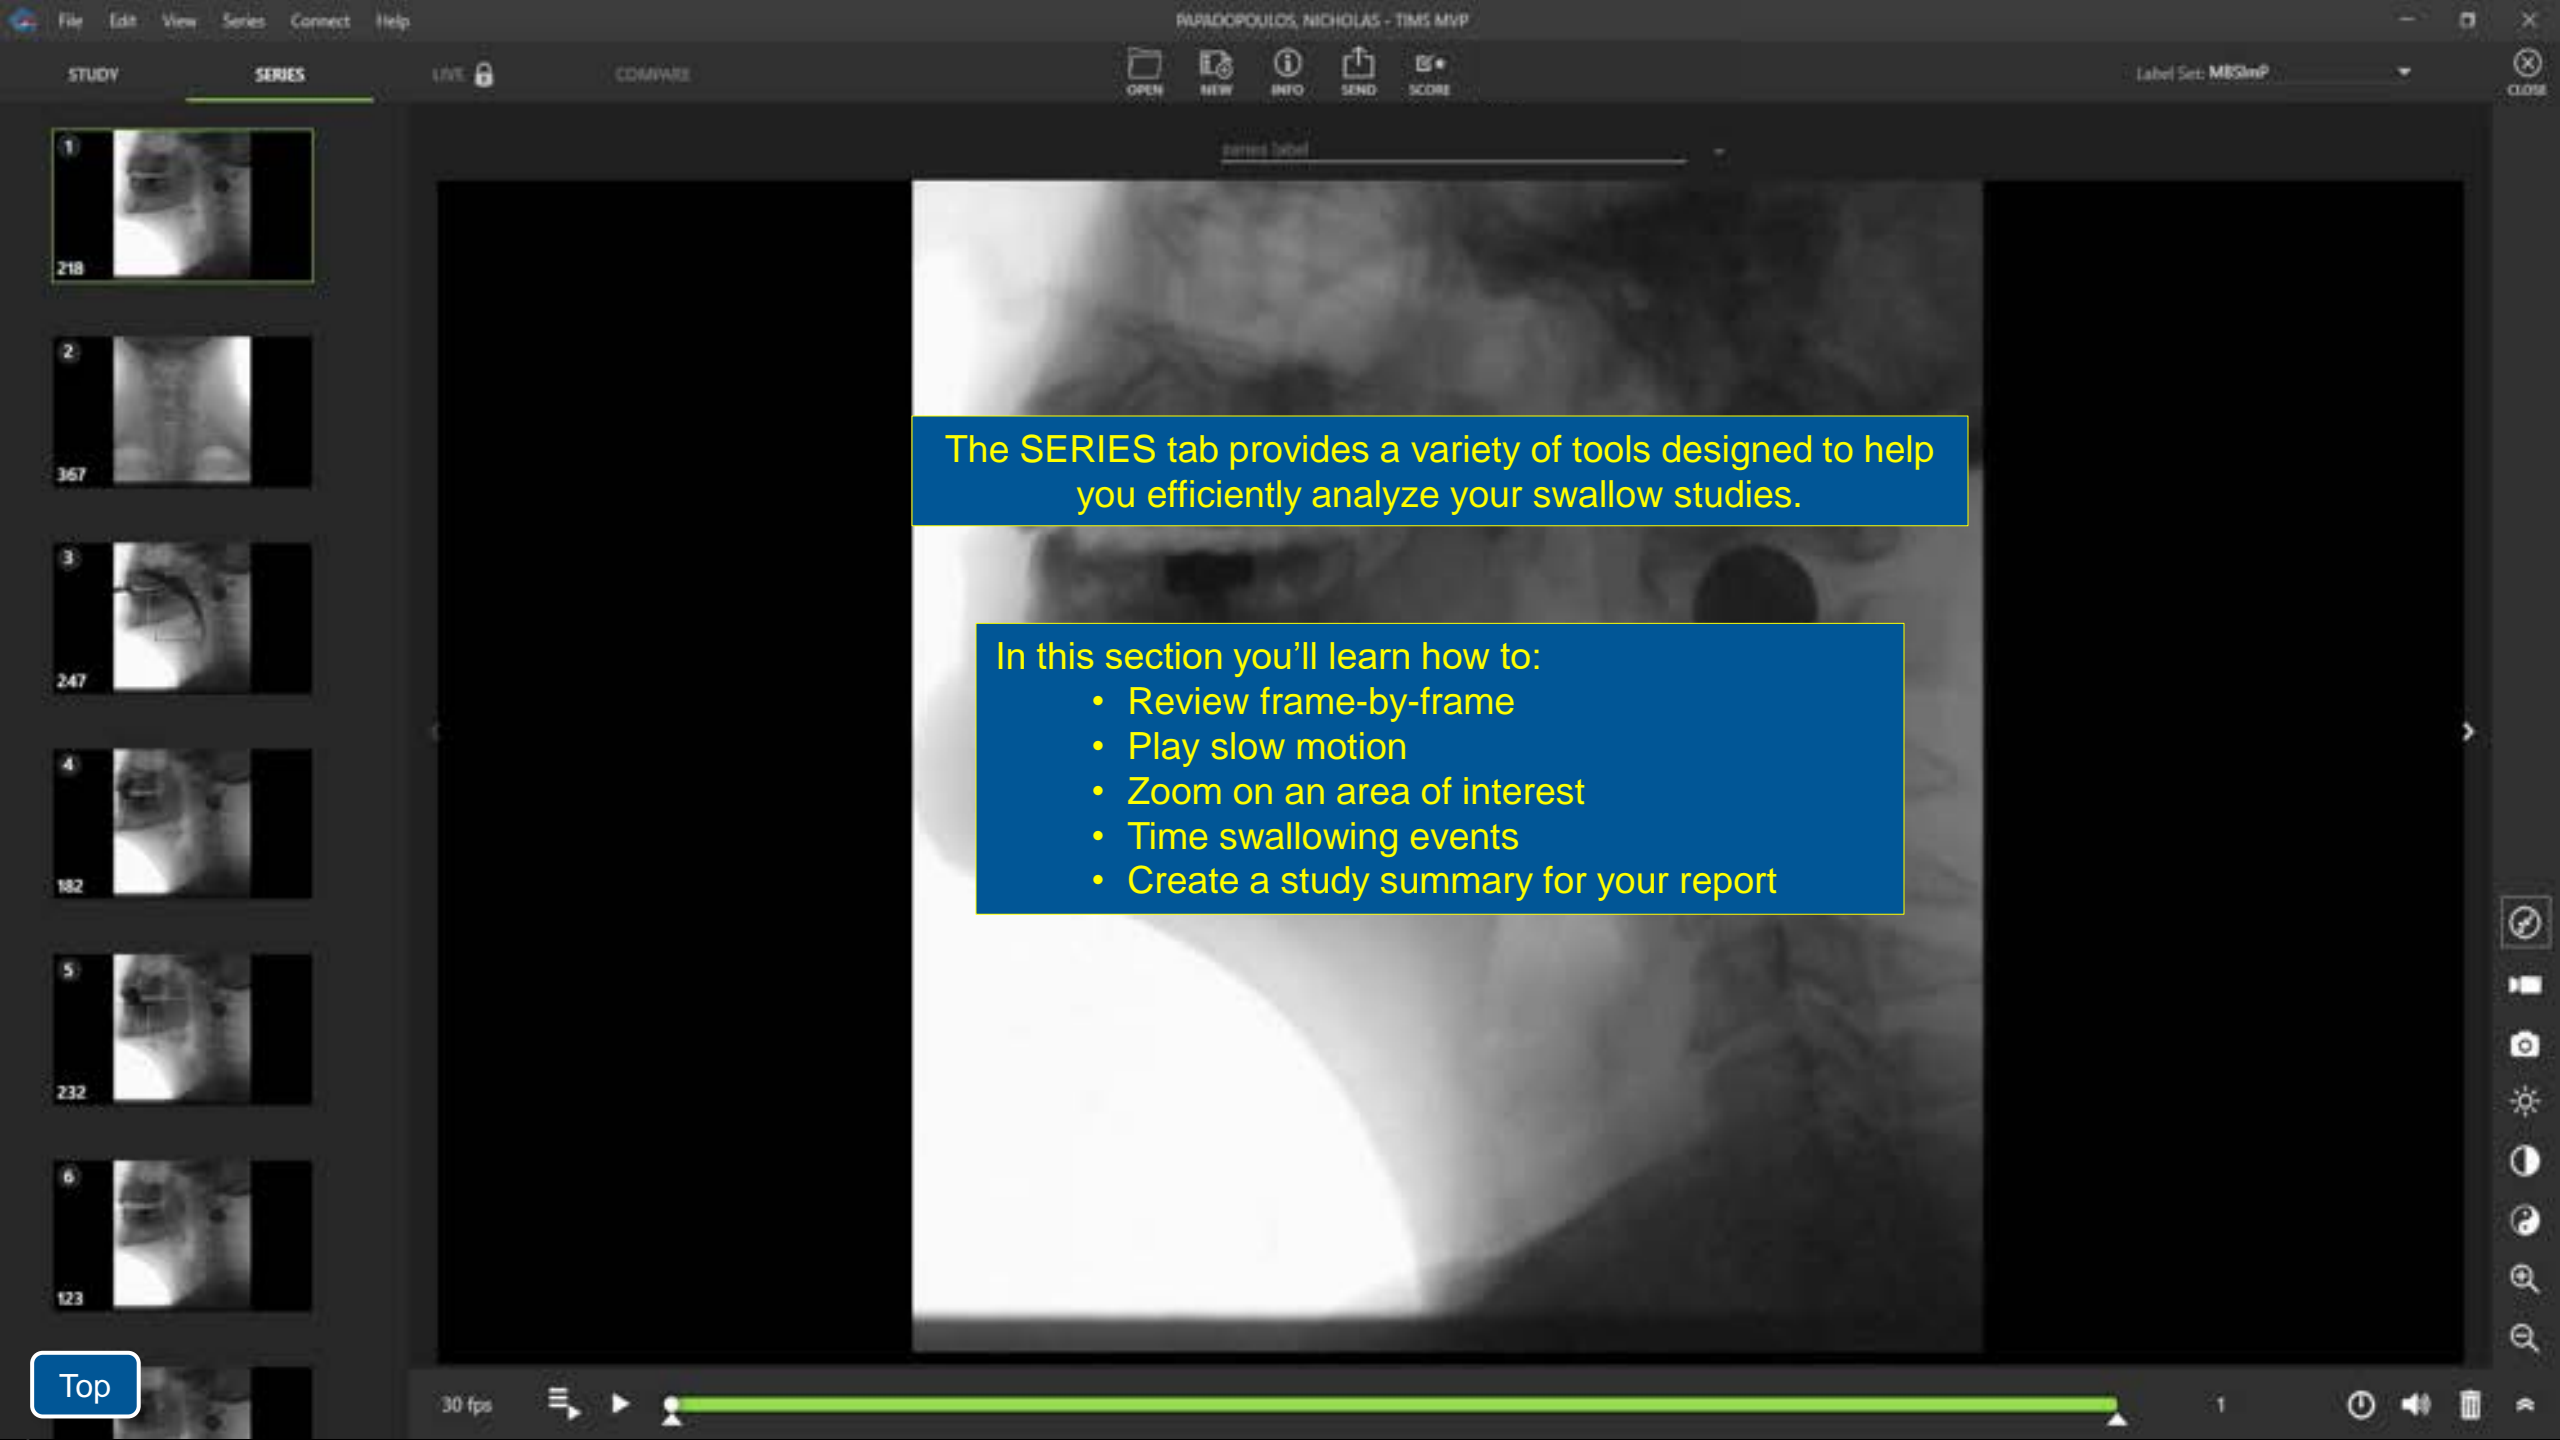 File Edit View Series Connect Help
PAPADOPOULOS, NICHOLAS - TIMS MVP
STUDY
SERIES
LIVE
COMPARE
OPEN
NEW
INFO
SEND
SCORE
Label Set: MBSImP
CLOSE
series label
1
218
2
367
3
247
4
182
5
232
6
123
The SERIES tab provides a variety of tools designed to help
you efficiently analyze your swallow studies.
In this section you’ll learn how to:
• Review frame-by-frame
• Play slow motion
• Zoom on an area of interest
• Time swallowing events
• Create a study summary for your report
Top
30 fps
1